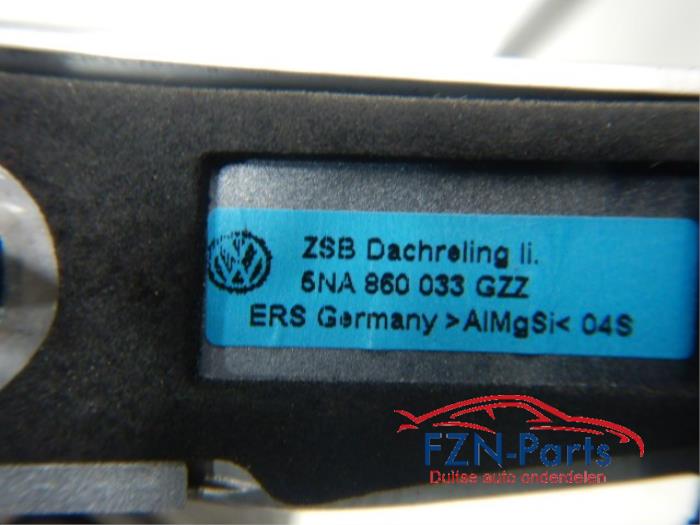 ZSB Dachreling li.
5NA 860 033 GZZ
ERS Germany >AlMgSi< 04S
FZN-Parts
Duitse auto onderdelen